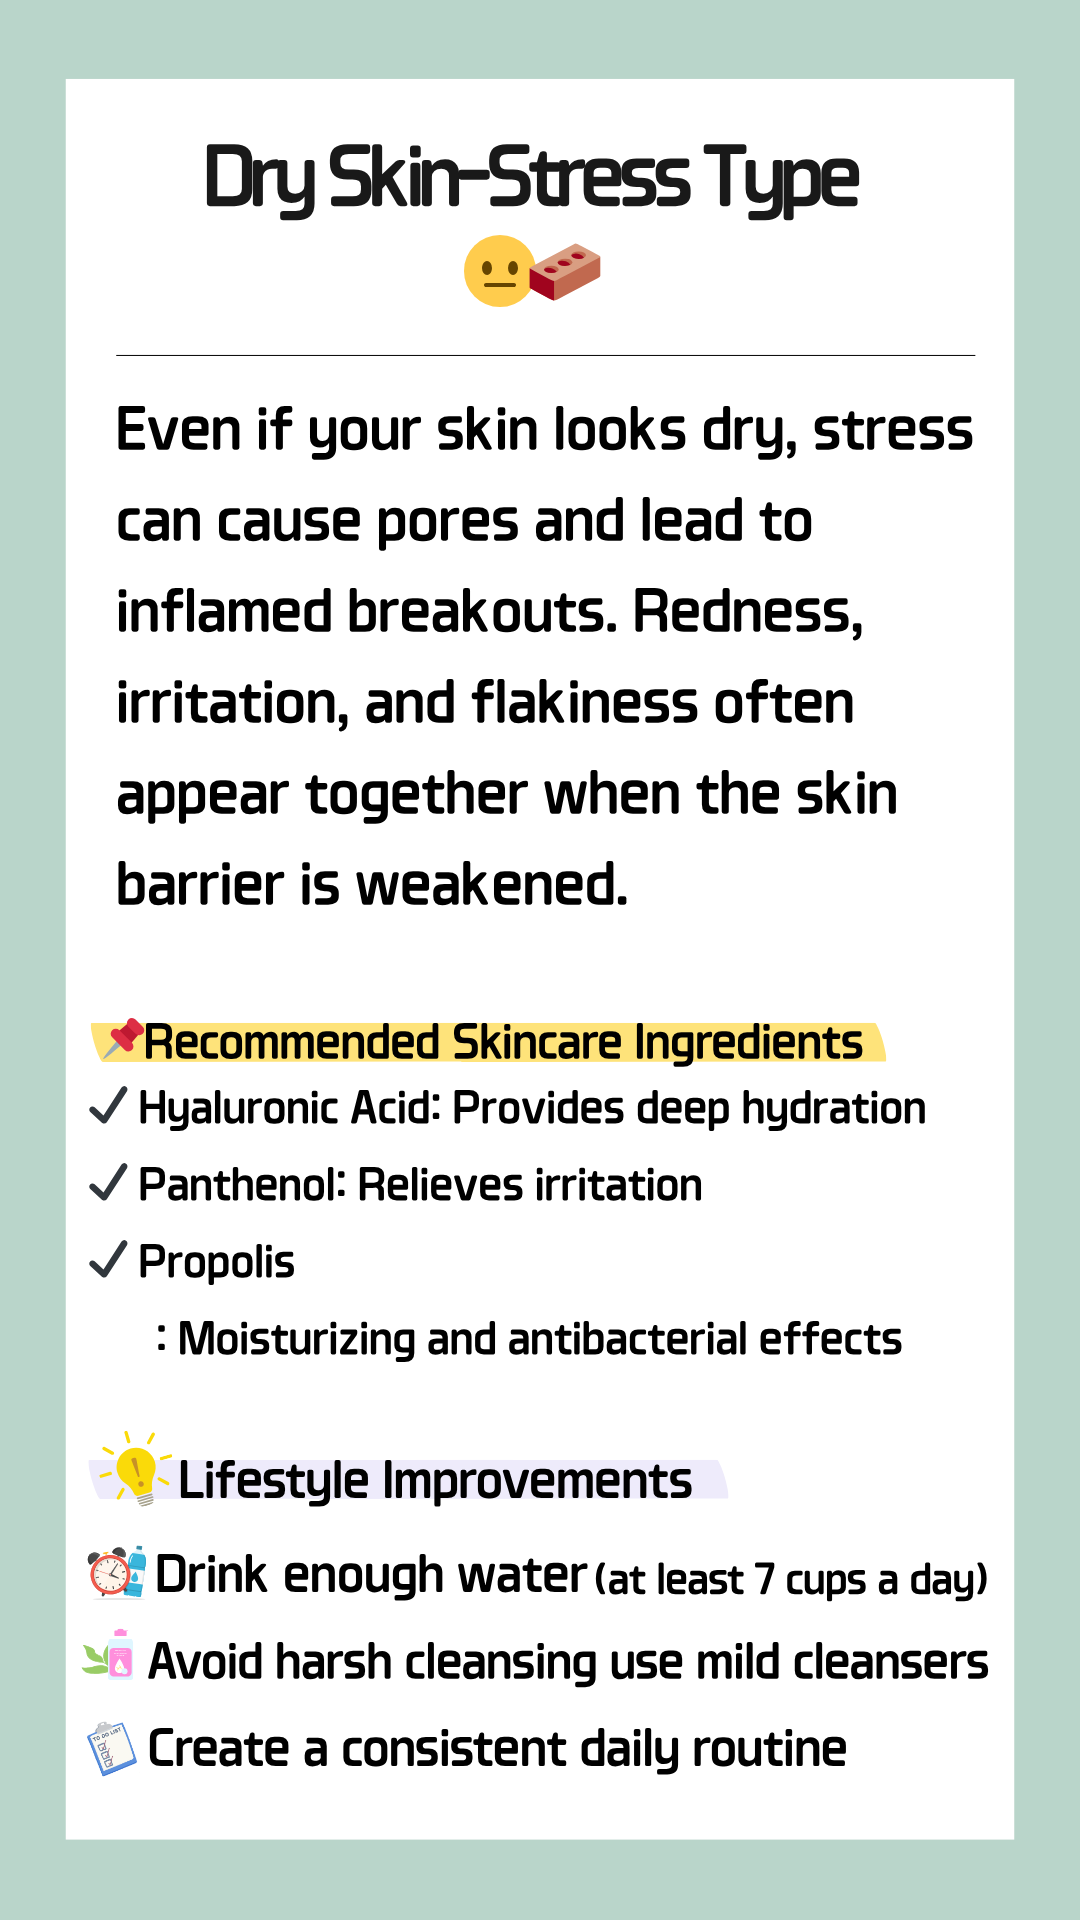 Dry Skin-Stress Type
Even if your skin looks dry, stress
can cause pores and lead to
inflamed breakouts. Redness,
irritation, and flakiness often
appear together when the skin
barrier is weakened.
Recommended Skincare Ingredients
Hyaluronic Acid: Provides deep hydration
Panthenol: Relieves irritation
Propolis
: Moisturizing and antibacterial effects
Lifestyle Improvements
Drink enough water (at least 7 cups a day)
Avoid harsh cleansing use mild cleansers
TO DO LIST
Create a consistent daily routine